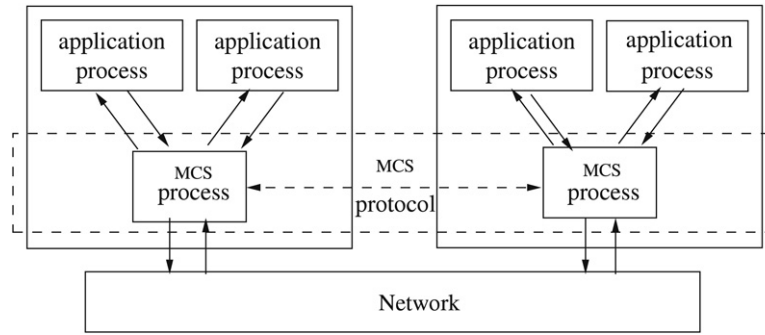 application
process
application
process
application
process
application
process
MCS
process
MCS
protocol
MCS
process
Network